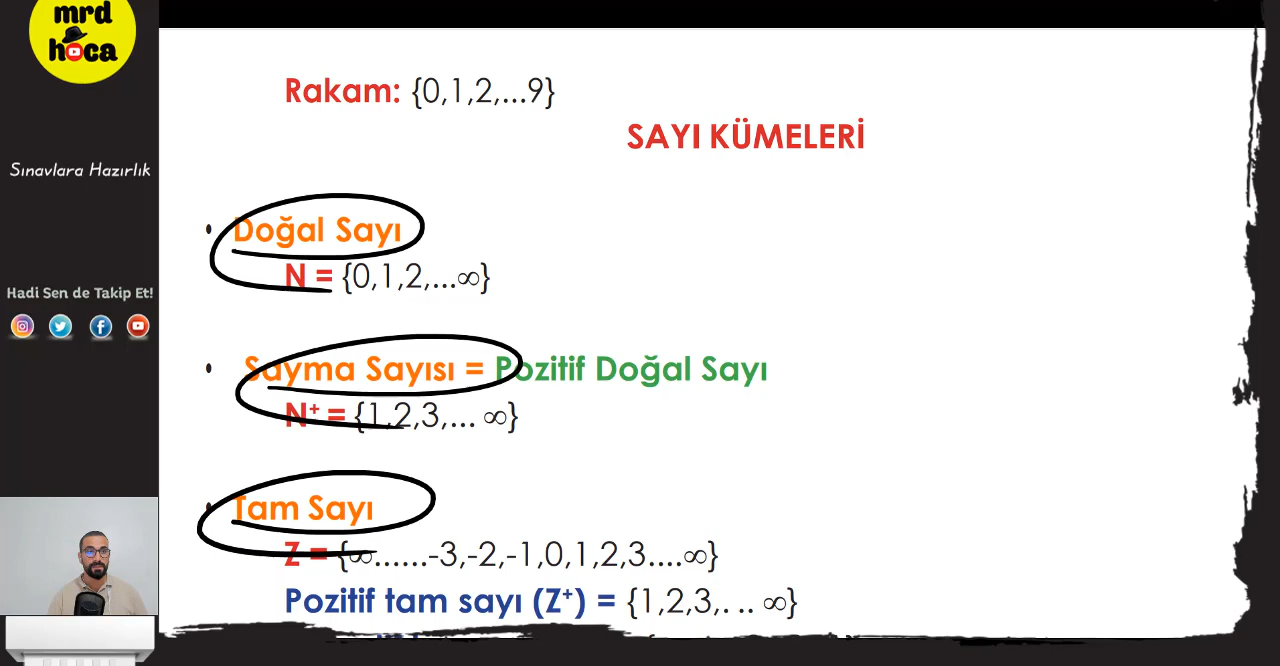 mrd
hoca
Sınavlara Hazırlık
Hadi Sen de Takip Et!
Rakam: {0,1,2,...9}
SAYI KÜMELERİ
• Doğal Sayı
N = {0,1,2,...∞}
• Sayma Sayısı = Pozitif Doğal Sayı
N⁺ = {1,2,3,... ∞}
• Tam Sayı
Z = {∞......-3,-2,-1,0,1,2,3....∞}
Pozitif tam sayı (Z⁺) = {1,2,3,. .. ∞}